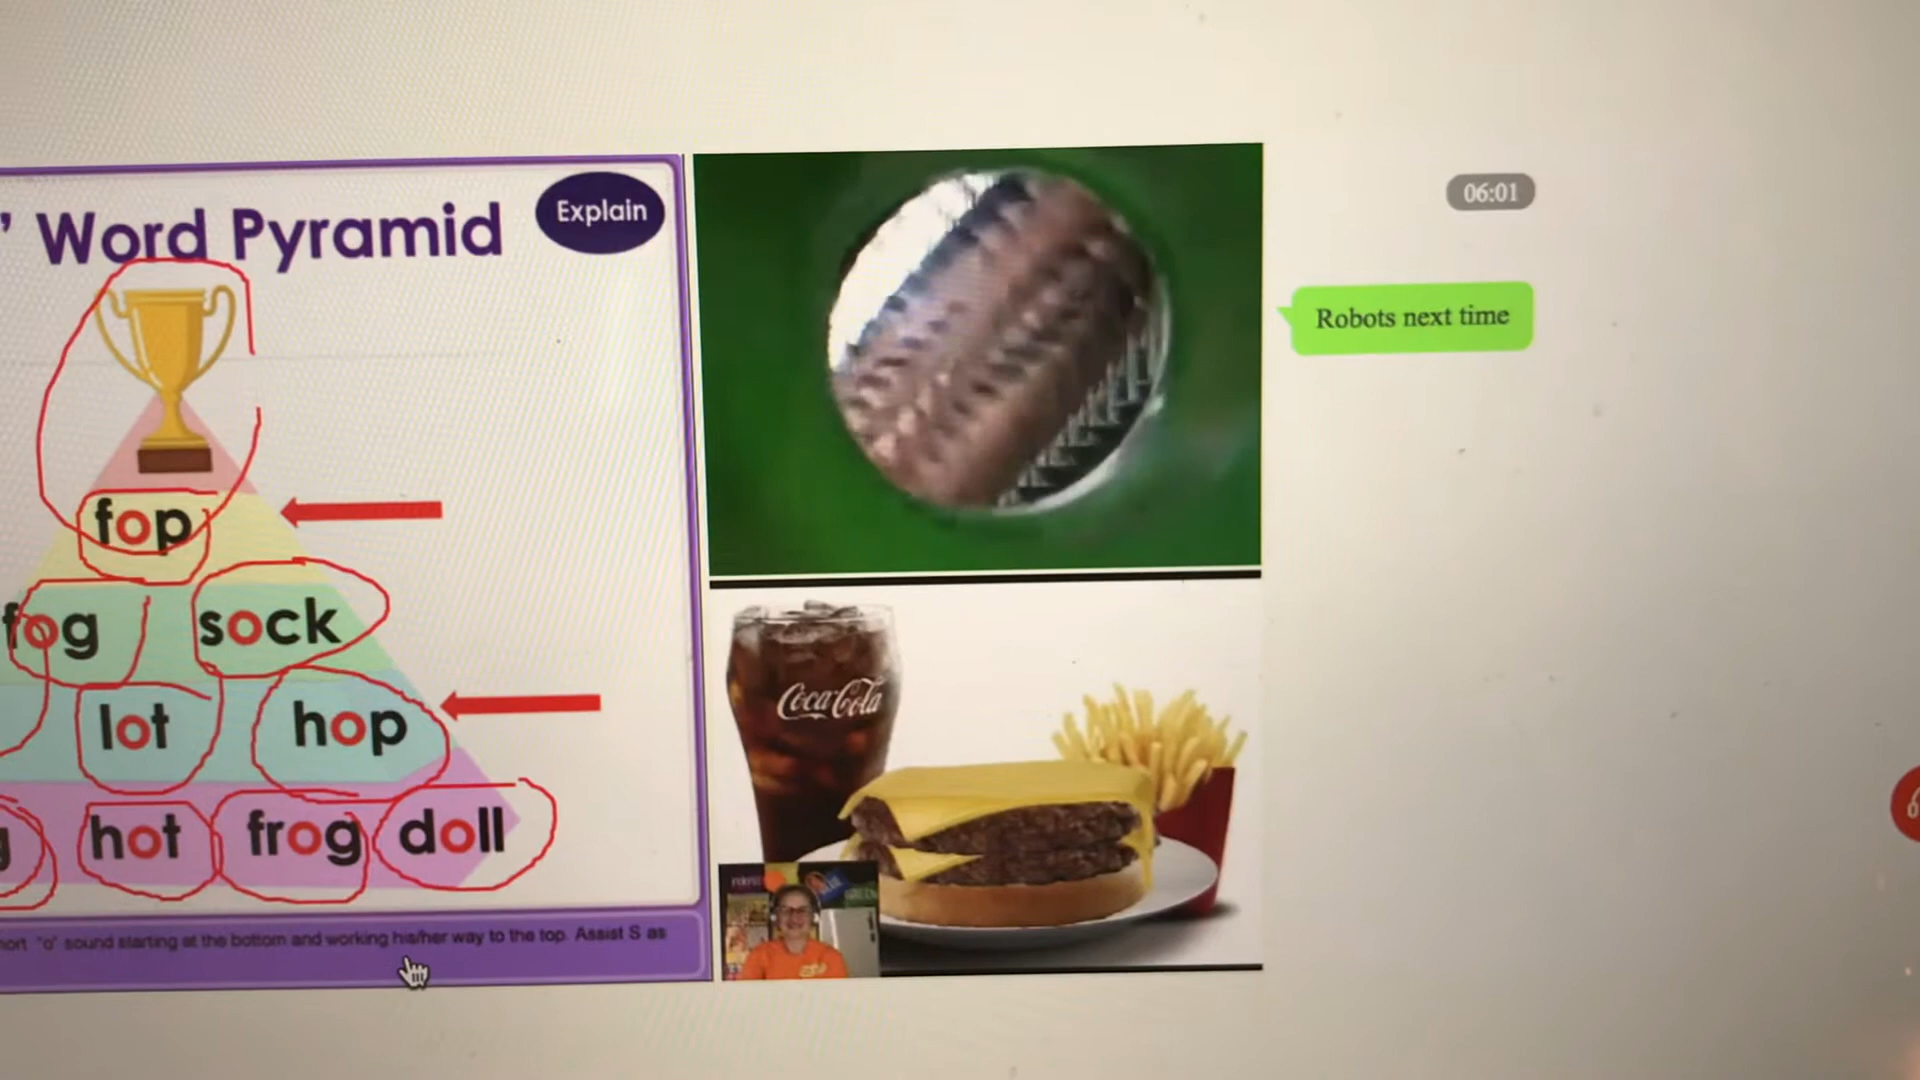 ’ Word Pyramid
Explain
fop
fog sock
lot hop
hot frog doll
"o" sound starting at the bottom and working his/her way to the top. Assist S as
Coca-Cola
06:01
Robots next time